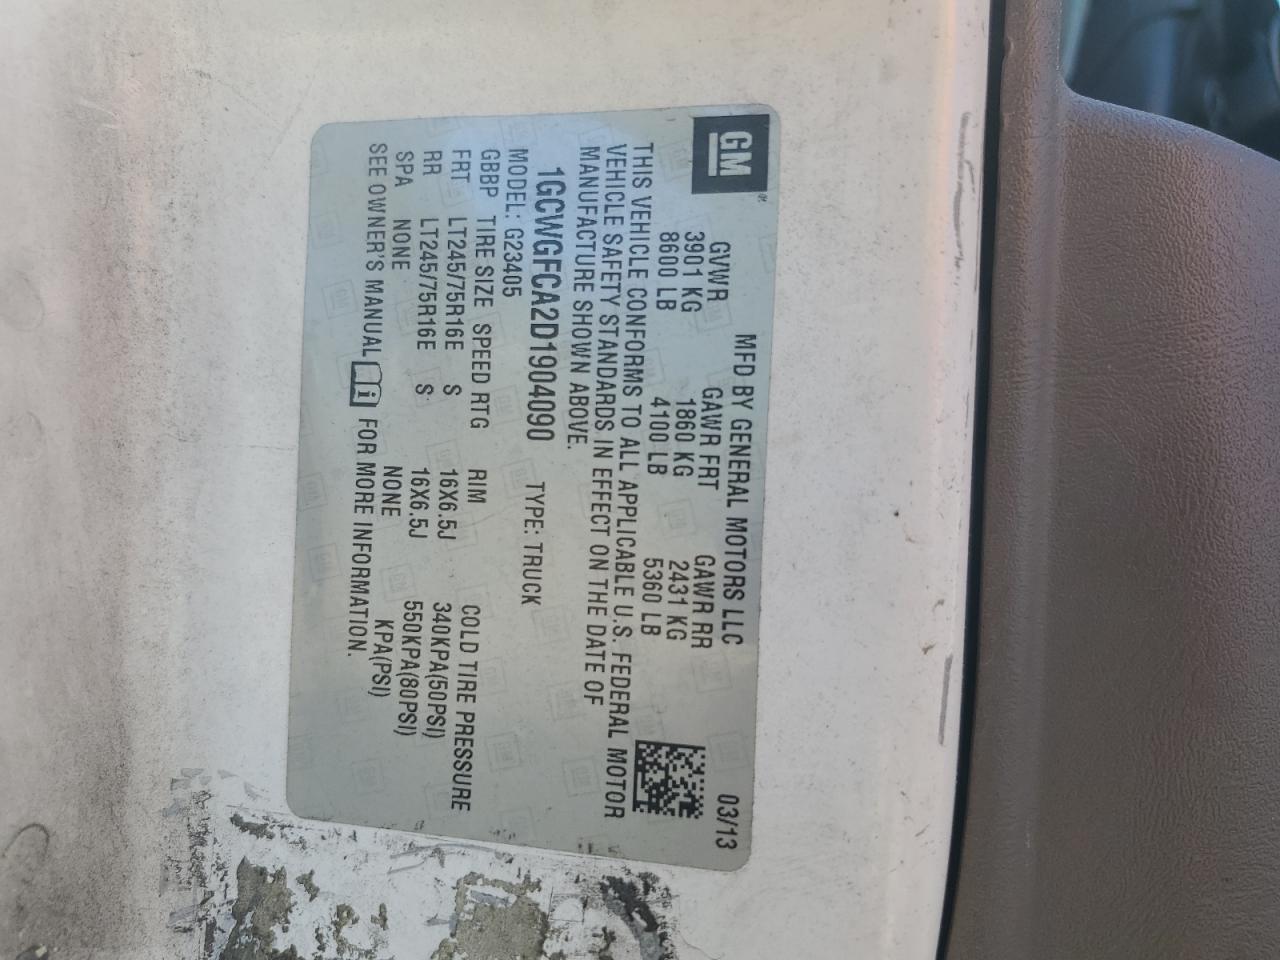 GM
MFD BY GENERAL MOTORS LLC 03/13
GVWR GAWR FRT GAWR RR
3901 KG 1860 KG 2431 KG
8600 LB 4100 LB 5360 LB
THIS VEHICLE CONFORMS TO ALL APPLICABLE U.S. FEDERAL MOTOR
VEHICLE SAFETY STANDARDS IN EFFECT ON THE DATE OF
MANUFACTURE SHOWN ABOVE.
1GCWGFCA2D1904090 TYPE: TRUCK
MODEL: G23405
GBBP TIRE SIZE SPEED RTG RIM COLD TIRE PRESSURE
FRT LT245/75R16E S 16X6.5J 340KPA(50PSI)
RR LT245/75R16E S 16X6.5J 550KPA(80PSI)
SPA NONE NONE KPA(PSI)
SEE OWNER'S MANUAL i FOR MORE INFORMATION.